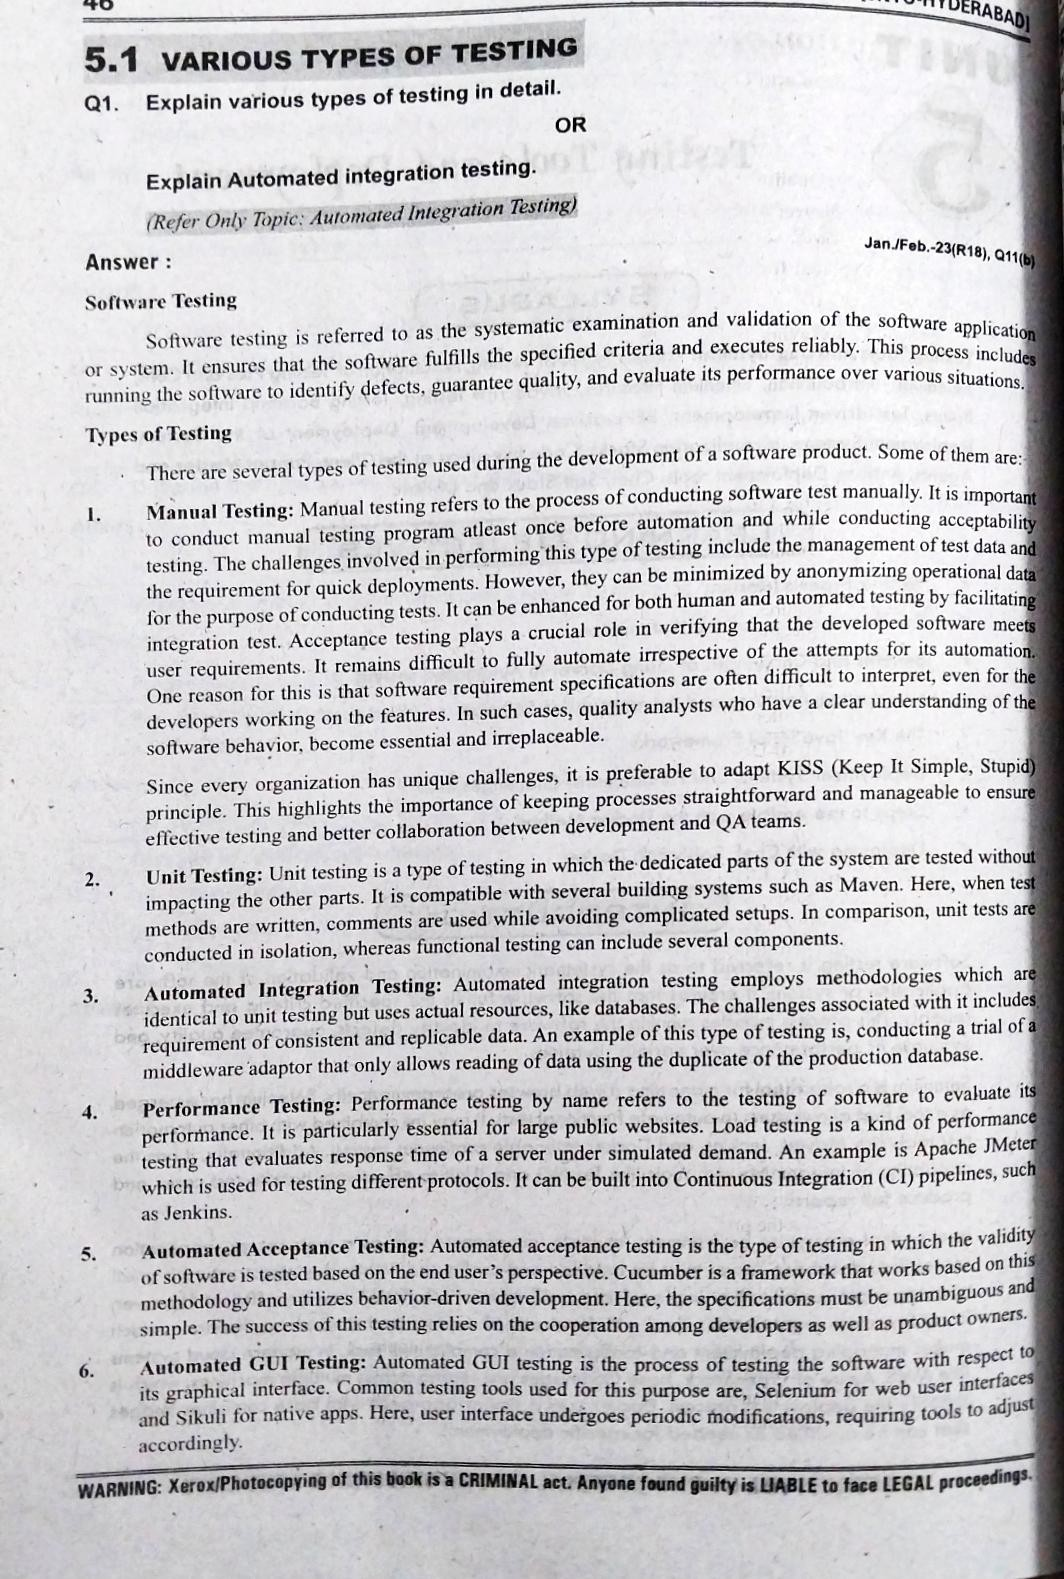 46
HYDERABAD]
5.1 VARIOUS TYPES OF TESTING
Q1. Explain various types of testing in detail.
OR
Explain Automated integration testing.
(Refer Only Topic: Automated Integration Testing)
Jan./Feb.-23(R18), Q11(b)
Answer :
Software Testing
Software testing is referred to as the systematic examination and validation of the software application
or system. It ensures that the software fulfills the specified criteria and executes reliably. This process includes
running the software to identify defects, guarantee quality, and evaluate its performance over various situations.
Types of Testing
There are several types of testing used during the development of a software product. Some of them are:
1. Manual Testing: Manual testing refers to the process of conducting software test manually. It is important
to conduct manual testing program atleast once before automation and while conducting acceptability
testing. The challenges involved in performing this type of testing include the management of test data and
the requirement for quick deployments. However, they can be minimized by anonymizing operational data
for the purpose of conducting tests. It can be enhanced for both human and automated testing by facilitating
integration test. Acceptance testing plays a crucial role in verifying that the developed software meets
user requirements. It remains difficult to fully automate irrespective of the attempts for its automation.
One reason for this is that software requirement specifications are often difficult to interpret, even for the
developers working on the features. In such cases, quality analysts who have a clear understanding of the
software behavior, become essential and irreplaceable.
Since every organization has unique challenges, it is preferable to adapt KISS (Keep It Simple, Stupid)
principle. This highlights the importance of keeping processes straightforward and manageable to ensure
effective testing and better collaboration between development and QA teams.
2. Unit Testing: Unit testing is a type of testing in which the dedicated parts of the system are tested without
impacting the other parts. It is compatible with several building systems such as Maven. Here, when test
methods are written, comments are used while avoiding complicated setups. In comparison, unit tests are
conducted in isolation, whereas functional testing can include several components.
3. Automated Integration Testing: Automated integration testing employs methodologies which are
identical to unit testing but uses actual resources, like databases. The challenges associated with it includes
requirement of consistent and replicable data. An example of this type of testing is, conducting a trial of a
middleware adaptor that only allows reading of data using the duplicate of the production database.
4. Performance Testing: Performance testing by name refers to the testing of software to evaluate its
performance. It is particularly essential for large public websites. Load testing is a kind of performance
testing that evaluates response time of a server under simulated demand. An example is Apache JMeter
which is used for testing different protocols. It can be built into Continuous Integration (CI) pipelines, such
as Jenkins.
5. Automated Acceptance Testing: Automated acceptance testing is the type of testing in which the validity
of software is tested based on the end user's perspective. Cucumber is a framework that works based on this
methodology and utilizes behavior-driven development. Here, the specifications must be unambiguous and
simple. The success of this testing relies on the cooperation among developers as well as product owners.
6. Automated GUI Testing: Automated GUI testing is the process of testing the software with respect to
its graphical interface. Common testing tools used for this purpose are, Selenium for web user interfaces
and Sikuli for native apps. Here, user interface undergoes periodic modifications, requiring tools to adjust
accordingly.
WARNING: Xerox/Photocopying of this book is a CRIMINAL act. Anyone found guilty is LIABLE to face LEGAL proceedings.